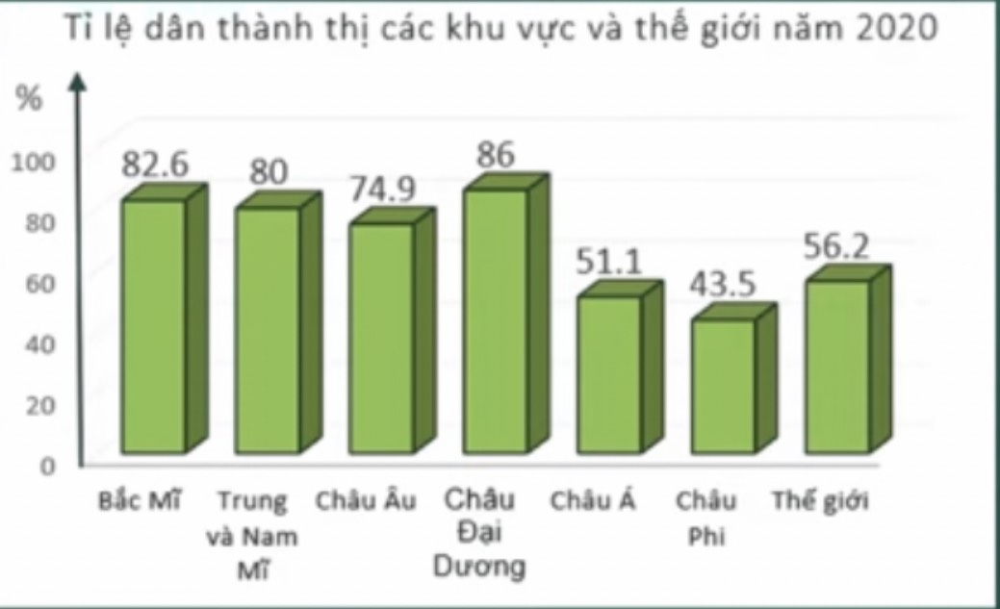 Tỉ lệ dân thành thị các khu vực và thế giới năm 2020
%
100
80
60
40
20
0
82.6
80
74.9
86
51.1
43.5
56.2
Bắc Mĩ
Trung
và Nam
Mĩ
Châu Âu
Châu
Đại
Dương
Châu Á
Châu
Phi
Thế giới